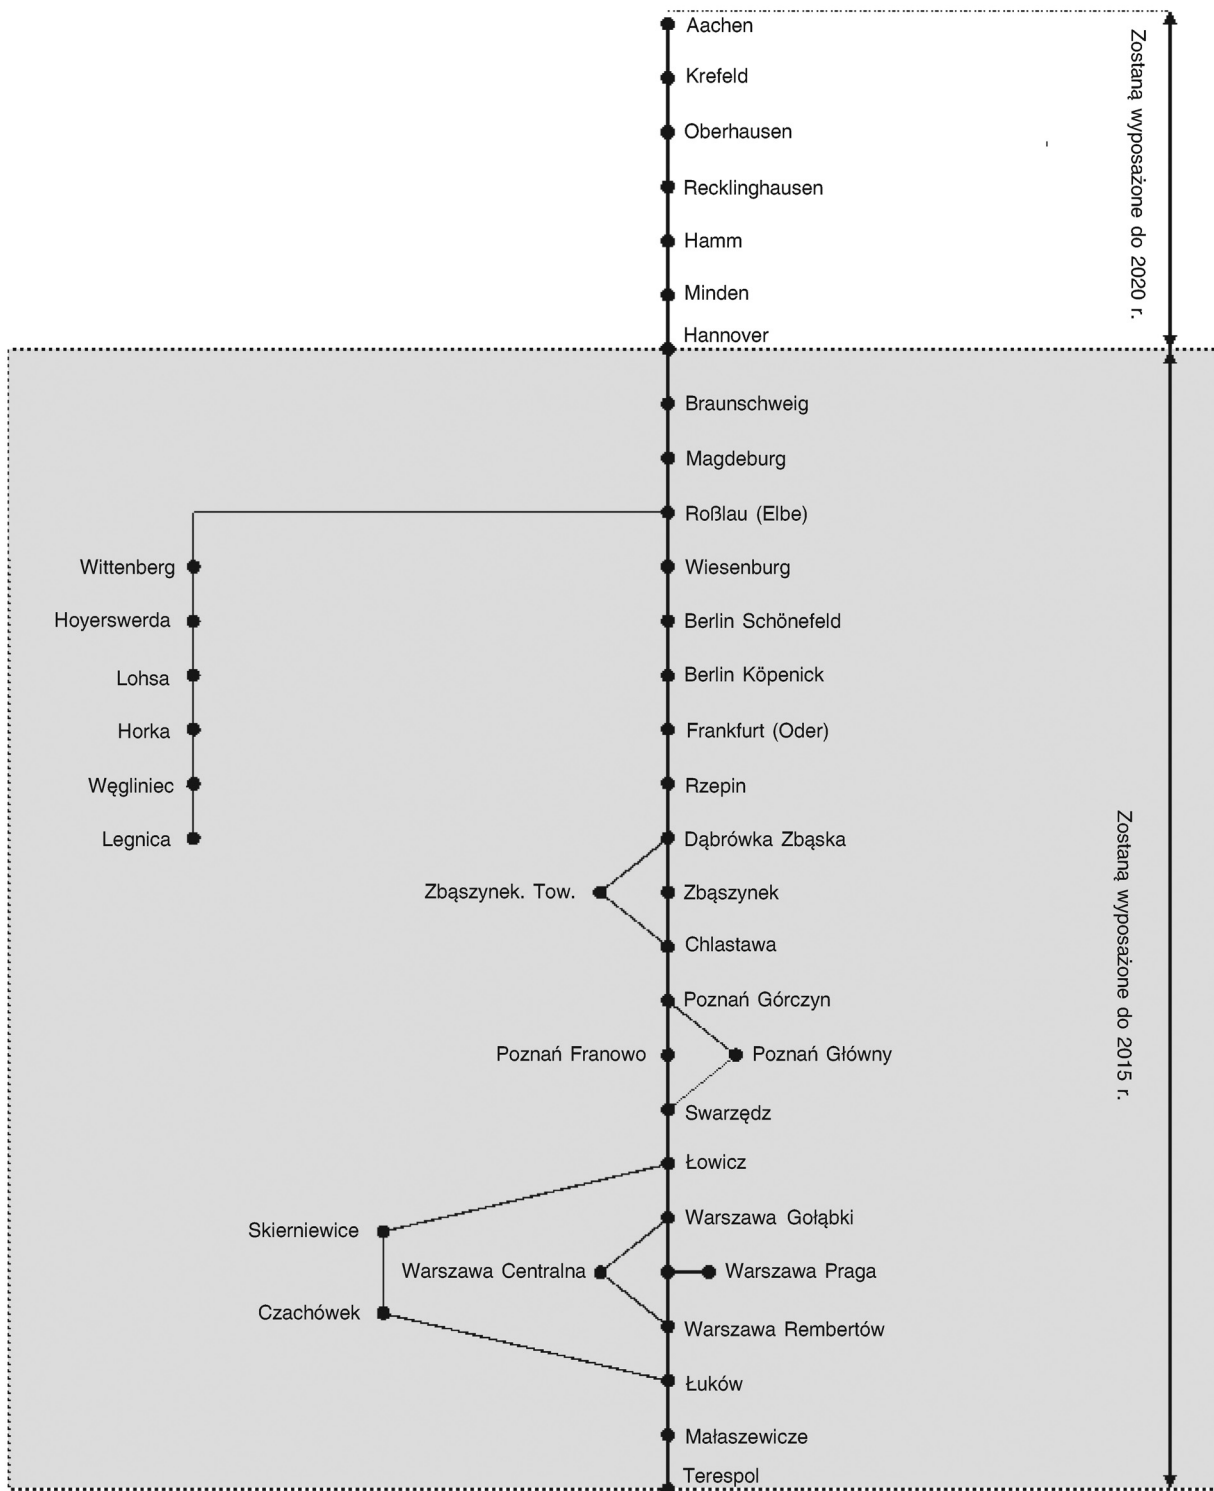 Aachen
Krefeld
Oberhausen
Recklinghausen
Hamm
Minden
Hannover
Zostaną wyposażone do 2020 r.
Braunschweig
Magdeburg
Roßlau (Elbe)
Wittenberg
Wiesenburg
Hoyerswerda
Berlin Schönefeld
Lohsa
Berlin Köpenick
Horka
Frankfurt (Oder)
Węgliniec
Rzepin
Legnica
Dąbrówka Zbąska
Zbąszynek. Tow.
Zbąszynek
Chlastawa
Poznań Górczyn
Poznań Franowo
Poznań Główny
Swarzędz
Łowicz
Warszawa Gołąbki
Skierniewice
Warszawa Centralna
Warszawa Praga
Czachówek
Warszawa Rembertów
Łuków
Małaszewicze
Terespol
Zostaną wyposażone do 2015 r.